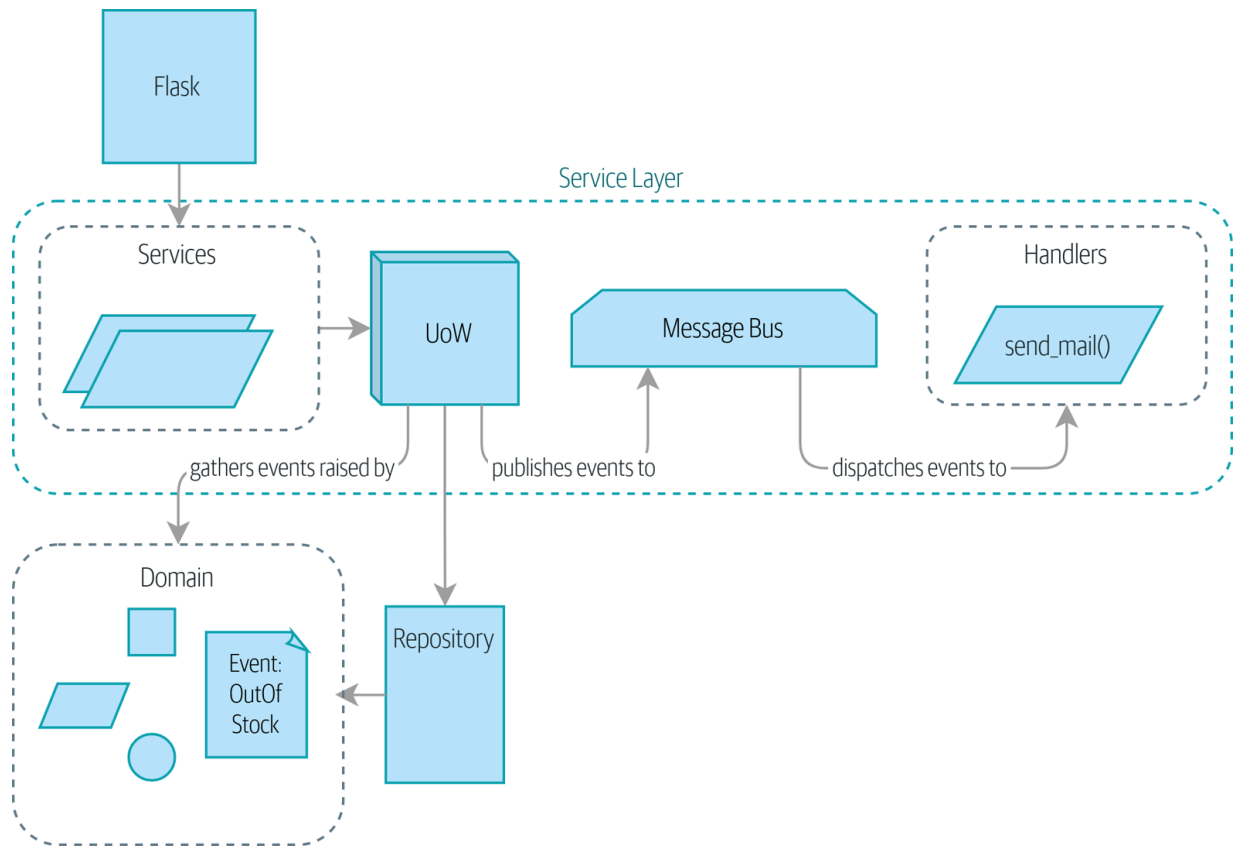 Flask
Service Layer
Services
UoW
Message Bus
Handlers
send_mail()
gathers events raised by
publishes events to
dispatches events to
Domain
Event:
OutOf
Stock
Repository